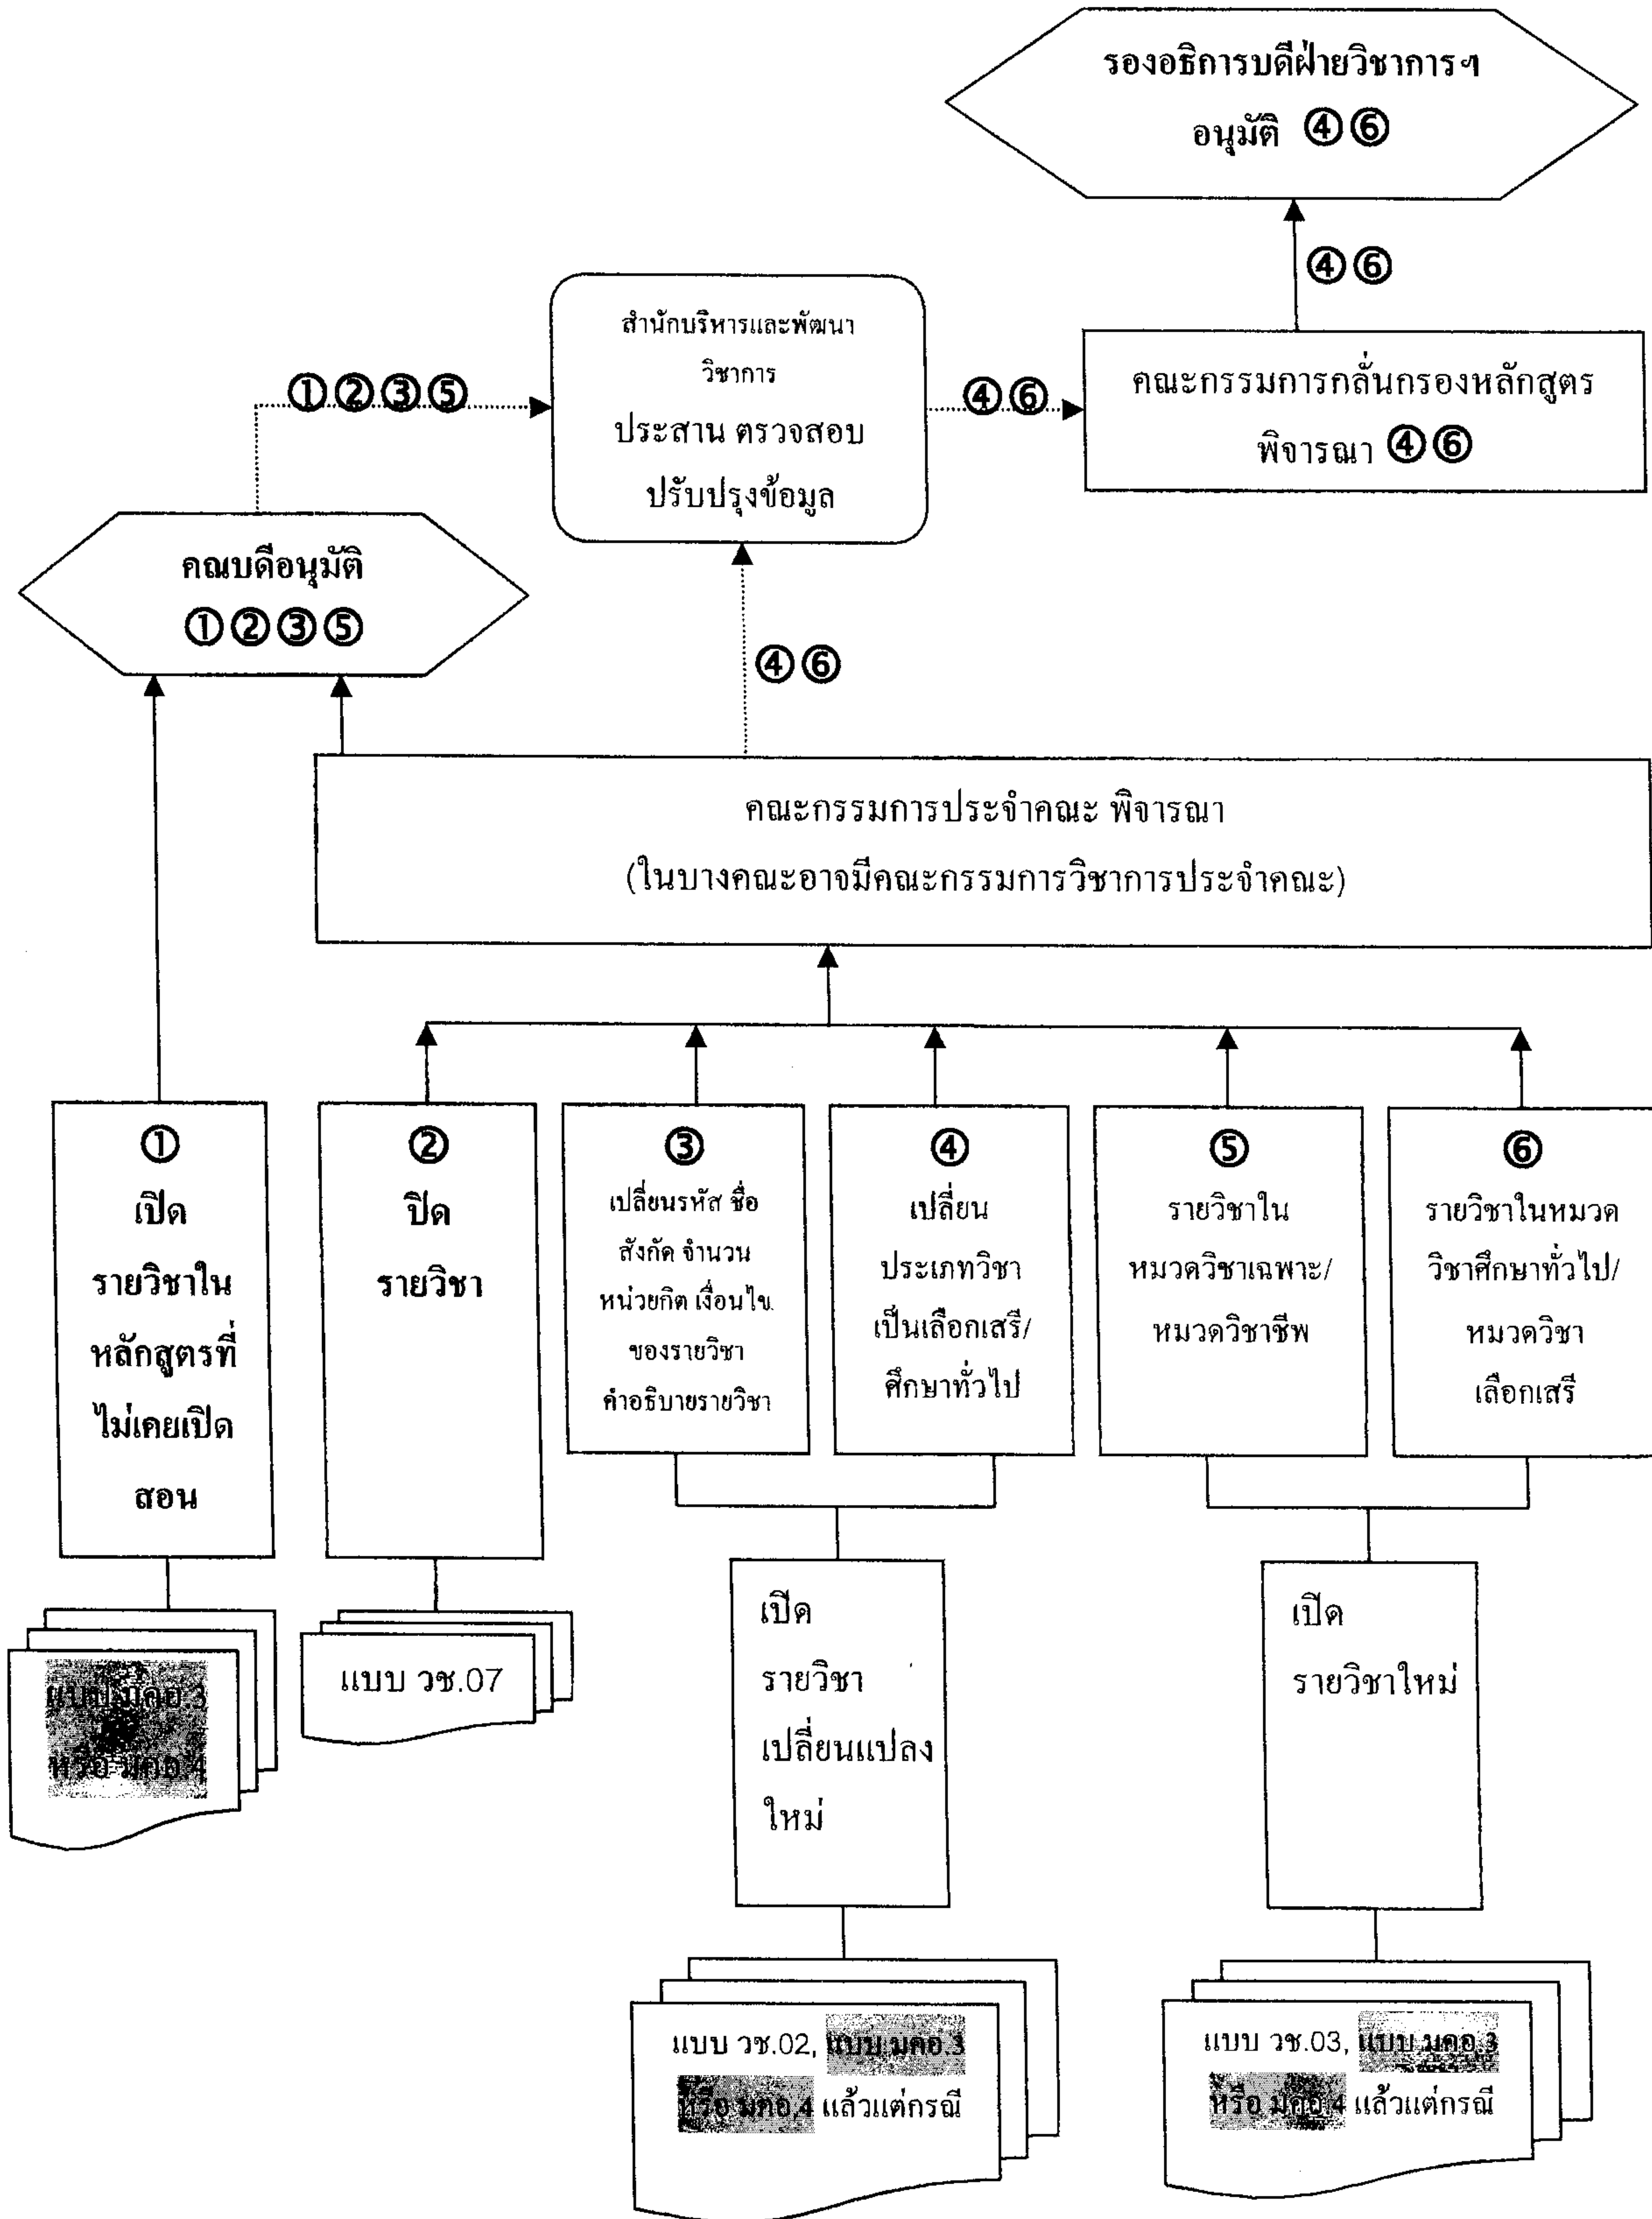 รองอธิการบดีฝ่ายวิชาการฯ
อนุมัติ ④⑥
④⑥
สำนักบริหารและพัฒนา
วิชาการ
ประสาน ตรวจสอบ
ปรับปรุงข้อมูล
①②③⑤
④⑥
คณะกรรมการกลั่นกรองหลักสูตร
พิจารณา ④⑥
คณบดีอนุมัติ
①②③⑤
④⑥
คณะกรรมการประจำคณะ พิจารณา
(ในบางคณะอาจมีคณะกรรมการวิชาการประจำคณะ)
①
เปิด
รายวิชาใน
หลักสูตรที่
ไม่เคยเปิด
สอน
②
ปิด
รายวิชา
③
เปลี่ยนรหัส ชื่อ
สังกัด จำนวน
หน่วยกิต เงื่อนไข
ของรายวิชา
คำอธิบายรายวิชา
④
เปลี่ยน
ประเภทวิชา
เป็นเลือกเสรี/
ศึกษาทั่วไป
⑤
รายวิชาใน
หมวดวิชาเฉพาะ/
หมวดวิชาชีพ
⑥
รายวิชาในหมวด
วิชาศึกษาทั่วไป/
หมวดวิชา
เลือกเสรี
แบบ มคอ.3
หรือ มคอ.4
แบบ วช.07
เปิด
รายวิชา
เปลี่ยนแปลง
ใหม่
เปิด
รายวิชาใหม่
แบบ วช.02, แบบ มคอ.3
หรือ มคอ.4 แล้วแต่กรณี
แบบ วช.03, แบบ มคอ.3
หรือ มคอ.4 แล้วแต่กรณี